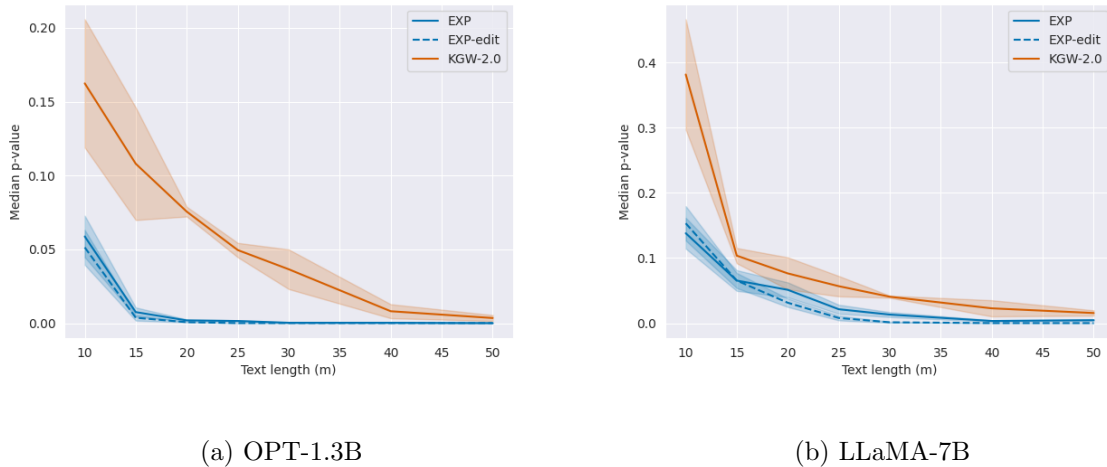 EXP
EXP-edit
KGW-2.0
0.20
0.15
0.10
0.05
0.00
Median p-value
10 15 20 25 30 35 40 45 50
Text length (m)
(a) OPT-1.3B
EXP
EXP-edit
KGW-2.0
0.4
0.3
0.2
0.1
0.0
Median p-value
10 15 20 25 30 35 40 45 50
Text length (m)
(b) LLaMA-7B